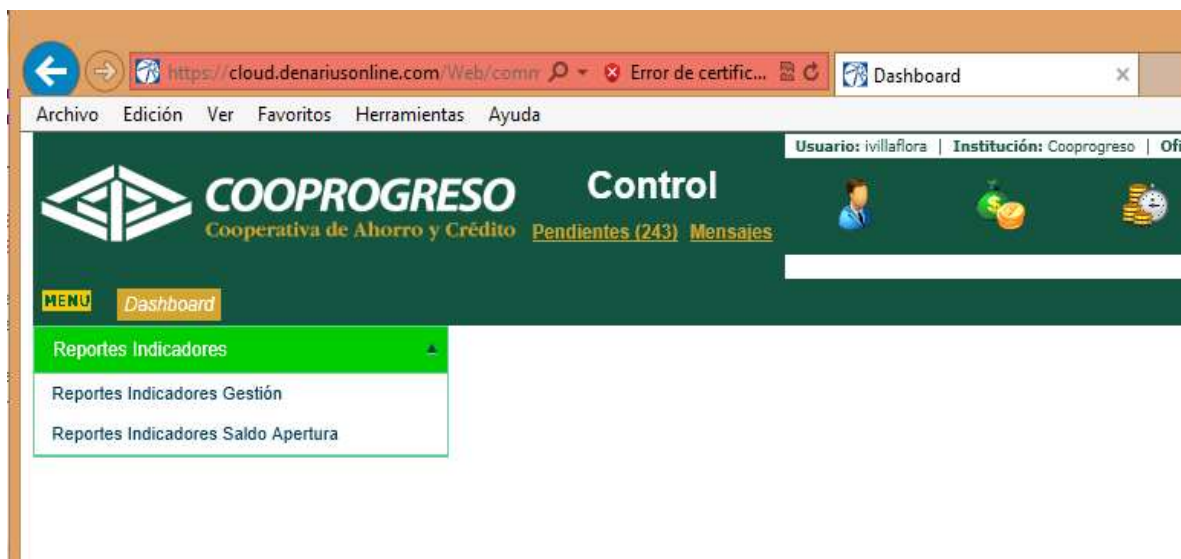 https://cloud.denariusonline.com/Web/comm Error de certific... Dashboard
Archivo Edición Ver Favoritos Herramientas Ayuda
Usuario: ivillaflora | Institución: Cooprogreso | Ofi
COOPROGRESO Control
Cooperativa de Ahorro y Crédito Pendientes (243) Mensajes
MENU Dashboard
Reportes Indicadores
Reportes Indicadores Gestión
Reportes Indicadores Saldo Apertura